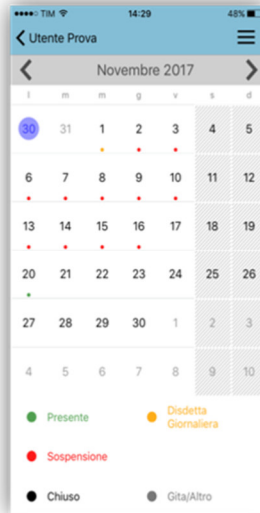 TIM 14:29 48%
Utente Prova
Novembre 2017
l m m g v s d
30 31 1 2 3 4 5
6 7 8 9 10 11 12
13 14 15 16 17 18 19
20 21 22 23 24 25 26
27 28 29 30 1 2 3
4 5 6 7 8 9 10
Presente
Disdetta
Giornaliera
Sospensione
Chiuso
Gita/Altro